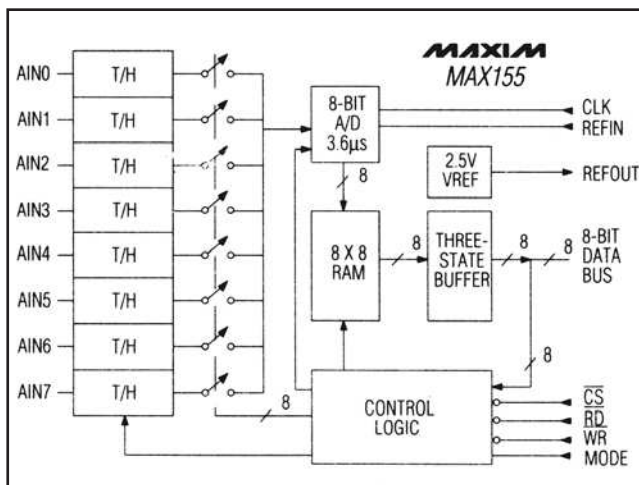 MAXIM
MAX155
AIN0
T/H
AIN1
T/H
AIN2
T/H
AIN3
T/H
AIN4
T/H
AIN5
T/H
AIN6
T/H
AIN7
T/H
8
8-BIT
A/D
3.6µs
8
8 X 8
RAM
8
THREE-
STATE
BUFFER
8
8
8-BIT
DATA
BUS
8
2.5V
VREF
CLK
REFIN
REFOUT
CONTROL
LOGIC
CS
RD
WR
MODE